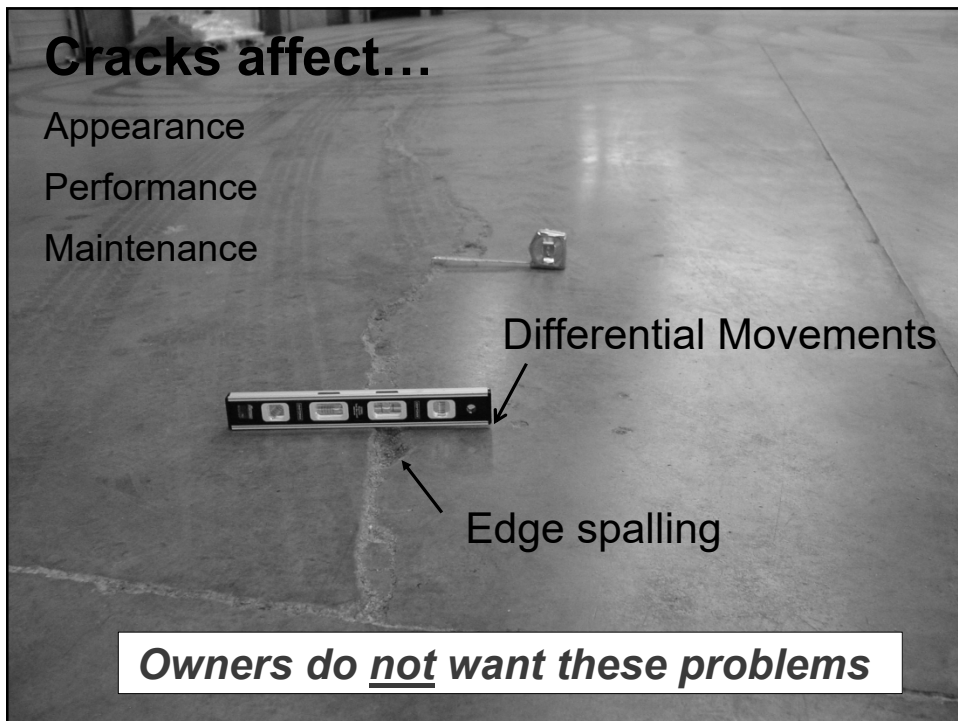 Cracks affect…
Appearance
Performance
Maintenance
Differential Movements
Edge spalling
Owners do not want these problems